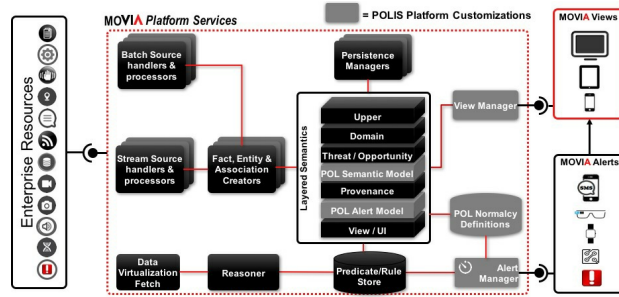 MOVIA Platform Services
= POLIS Platform Customizations
MOVIA Views
Enterprise Resources
Batch Source
handlers &
processors
Persistence
Managers
View Manager
Layered Semantics
Upper
Domain
Threat / Opportunity
POL Semantic Model
Provenance
POL Alert Model
View / UI
Stream Source
handlers &
processors
Fact, Entity &
Association
Creators
MOVIA Alerts
SMS
POL Normalcy
Definitions
Data
Virtualization
Fetch
Reasoner
Predicate/Rule
Store
Alert
Manager